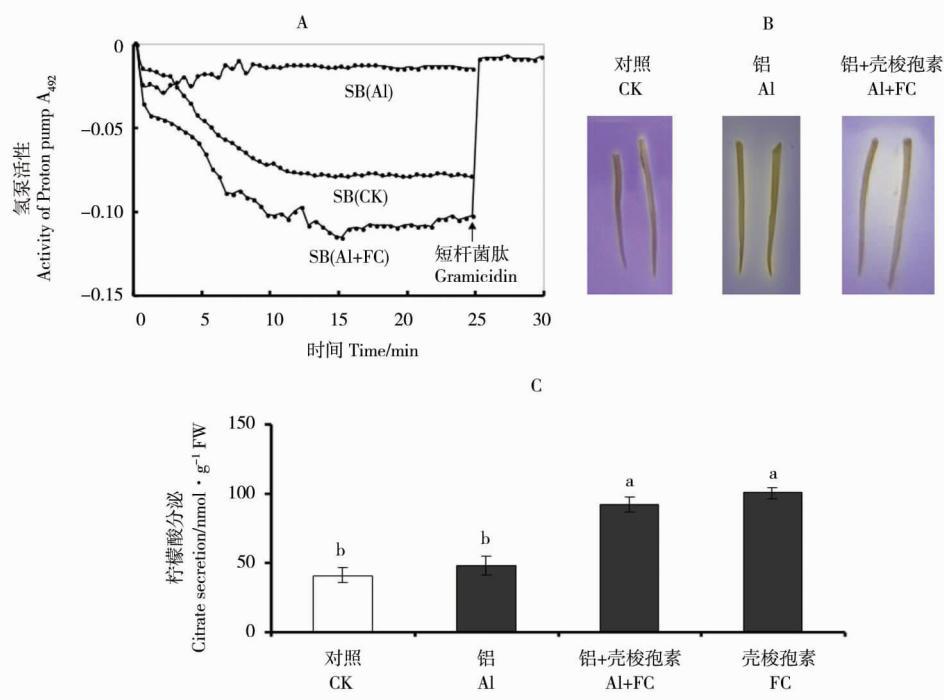 A
氢泵活性
Activity of Proton pump A492
0
−0.05
−0.10
−0.15
SB(Al)
SB(CK)
SB(Al+FC)
短杆菌肽
Gramicidin
0 5 10 15 20 25 30
时间 Time/min
B
对照
CK
铝
Al
铝+壳梭孢素
Al+FC
C
柠檬酸分泌
Citrate secretion/nmol·g⁻¹ FW
150
100
50
0
b
b
a
a
对照
CK
铝
Al
铝+壳梭孢素
Al+FC
壳梭孢素
FC